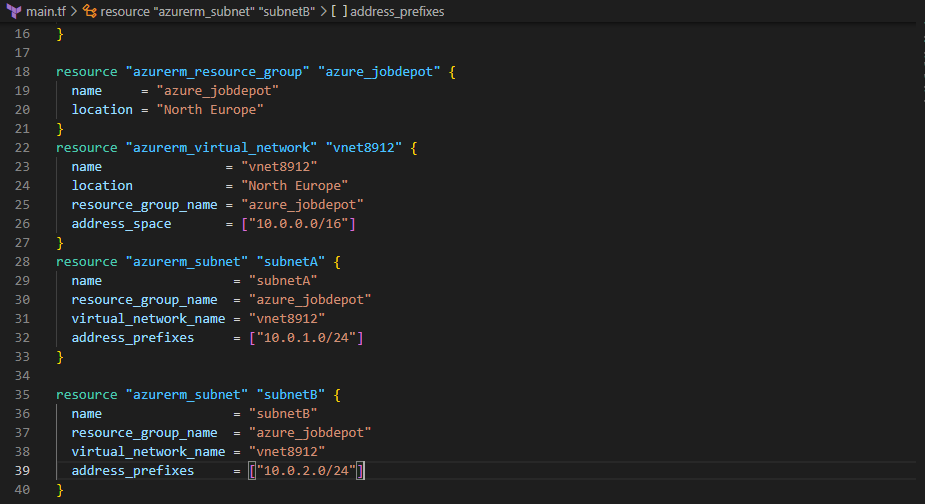 main.tf > resource "azurerm_subnet" "subnetB" > [ ] address_prefixes
16 }
17
18 resource "azurerm_resource_group" "azure_jobdepot" {
19   name     = "azure_jobdepot"
20   location = "North Europe"
21 }
22 resource "azurerm_virtual_network" "vnet8912" {
23   name                = "vnet8912"
24   location            = "North Europe"
25   resource_group_name = "azure_jobdepot"
26   address_space       = ["10.0.0.0/16"]
27 }
28 resource "azurerm_subnet" "subnetA" {
29   name                 = "subnetA"
30   resource_group_name  = "azure_jobdepot"
31   virtual_network_name = "vnet8912"
32   address_prefixes     = ["10.0.1.0/24"]
33 }
34
35 resource "azurerm_subnet" "subnetB" {
36   name                 = "subnetB"
37   resource_group_name  = "azure_jobdepot"
38   virtual_network_name = "vnet8912"
39   address_prefixes     = ["10.0.2.0/24"]
40 }